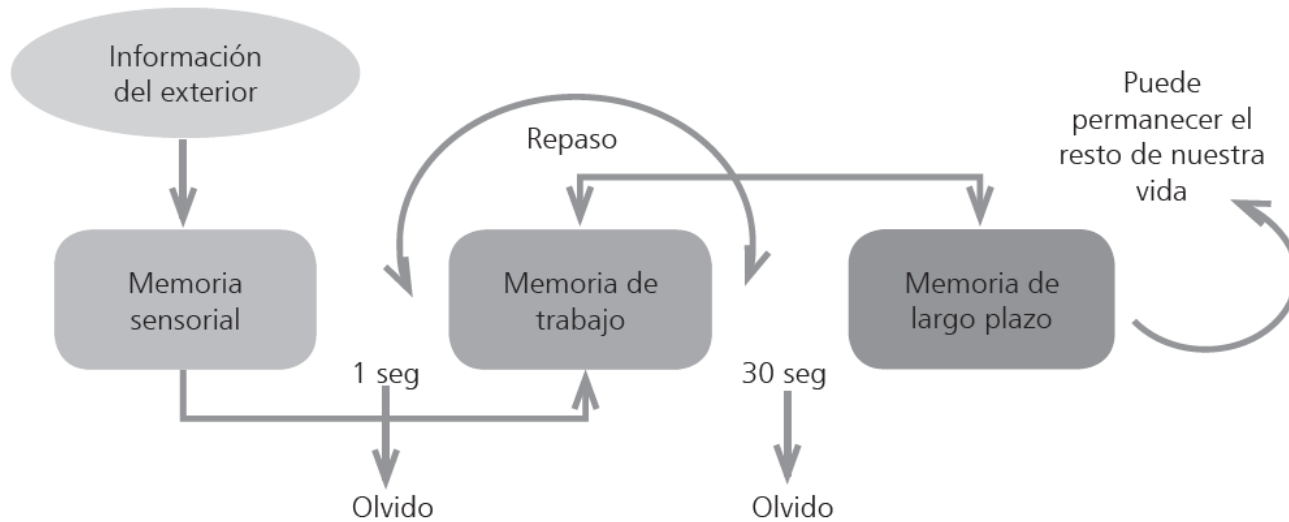 Información
del exterior
Repaso
Puede
permanecer el
resto de nuestra
vida
Memoria
sensorial
Memoria de
trabajo
Memoria de
largo plazo
1 seg
30 seg
Olvido
Olvido